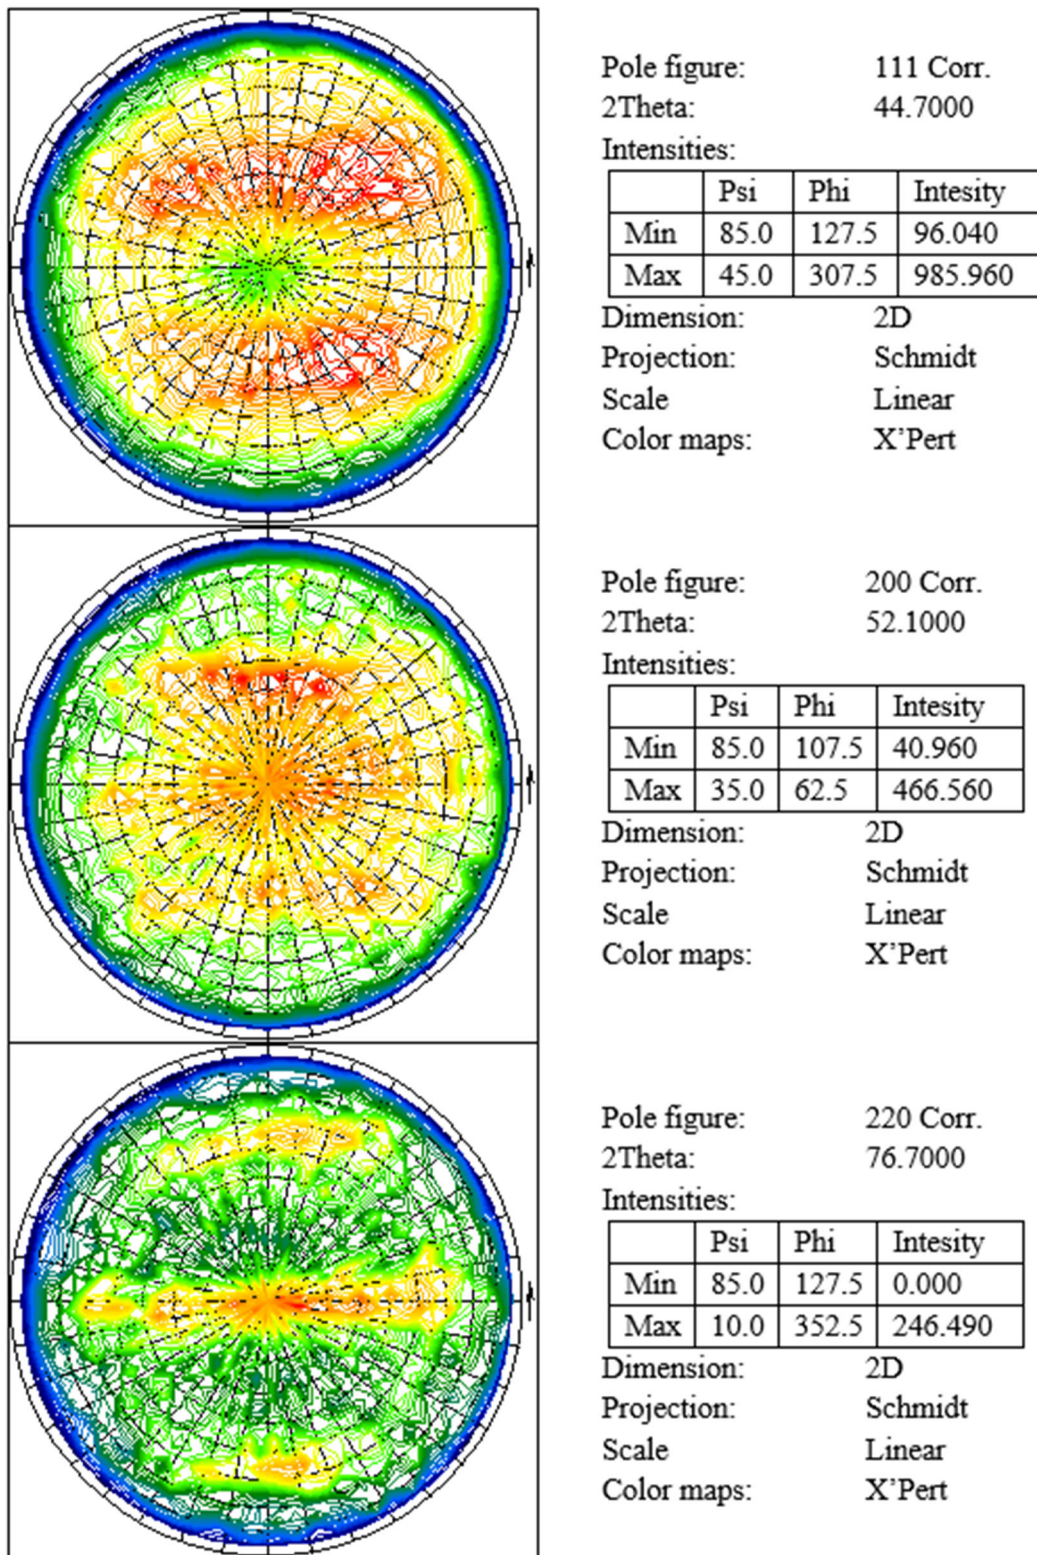 Pole figure: 111 Corr.
2Theta: 44.7000
Intensities:
Psi Phi Intesity
Min 85.0 127.5 96.040
Max 45.0 307.5 985.960
Dimension: 2D
Projection: Schmidt
Scale Linear
Color maps: X’Pert
Pole figure: 200 Corr.
2Theta: 52.1000
Intensities:
Psi Phi Intesity
Min 85.0 107.5 40.960
Max 35.0 62.5 466.560
Dimension: 2D
Projection: Schmidt
Scale Linear
Color maps: X’Pert
Pole figure: 220 Corr.
2Theta: 76.7000
Intensities:
Psi Phi Intesity
Min 85.0 127.5 0.000
Max 10.0 352.5 246.490
Dimension: 2D
Projection: Schmidt
Scale Linear
Color maps: X’Pert